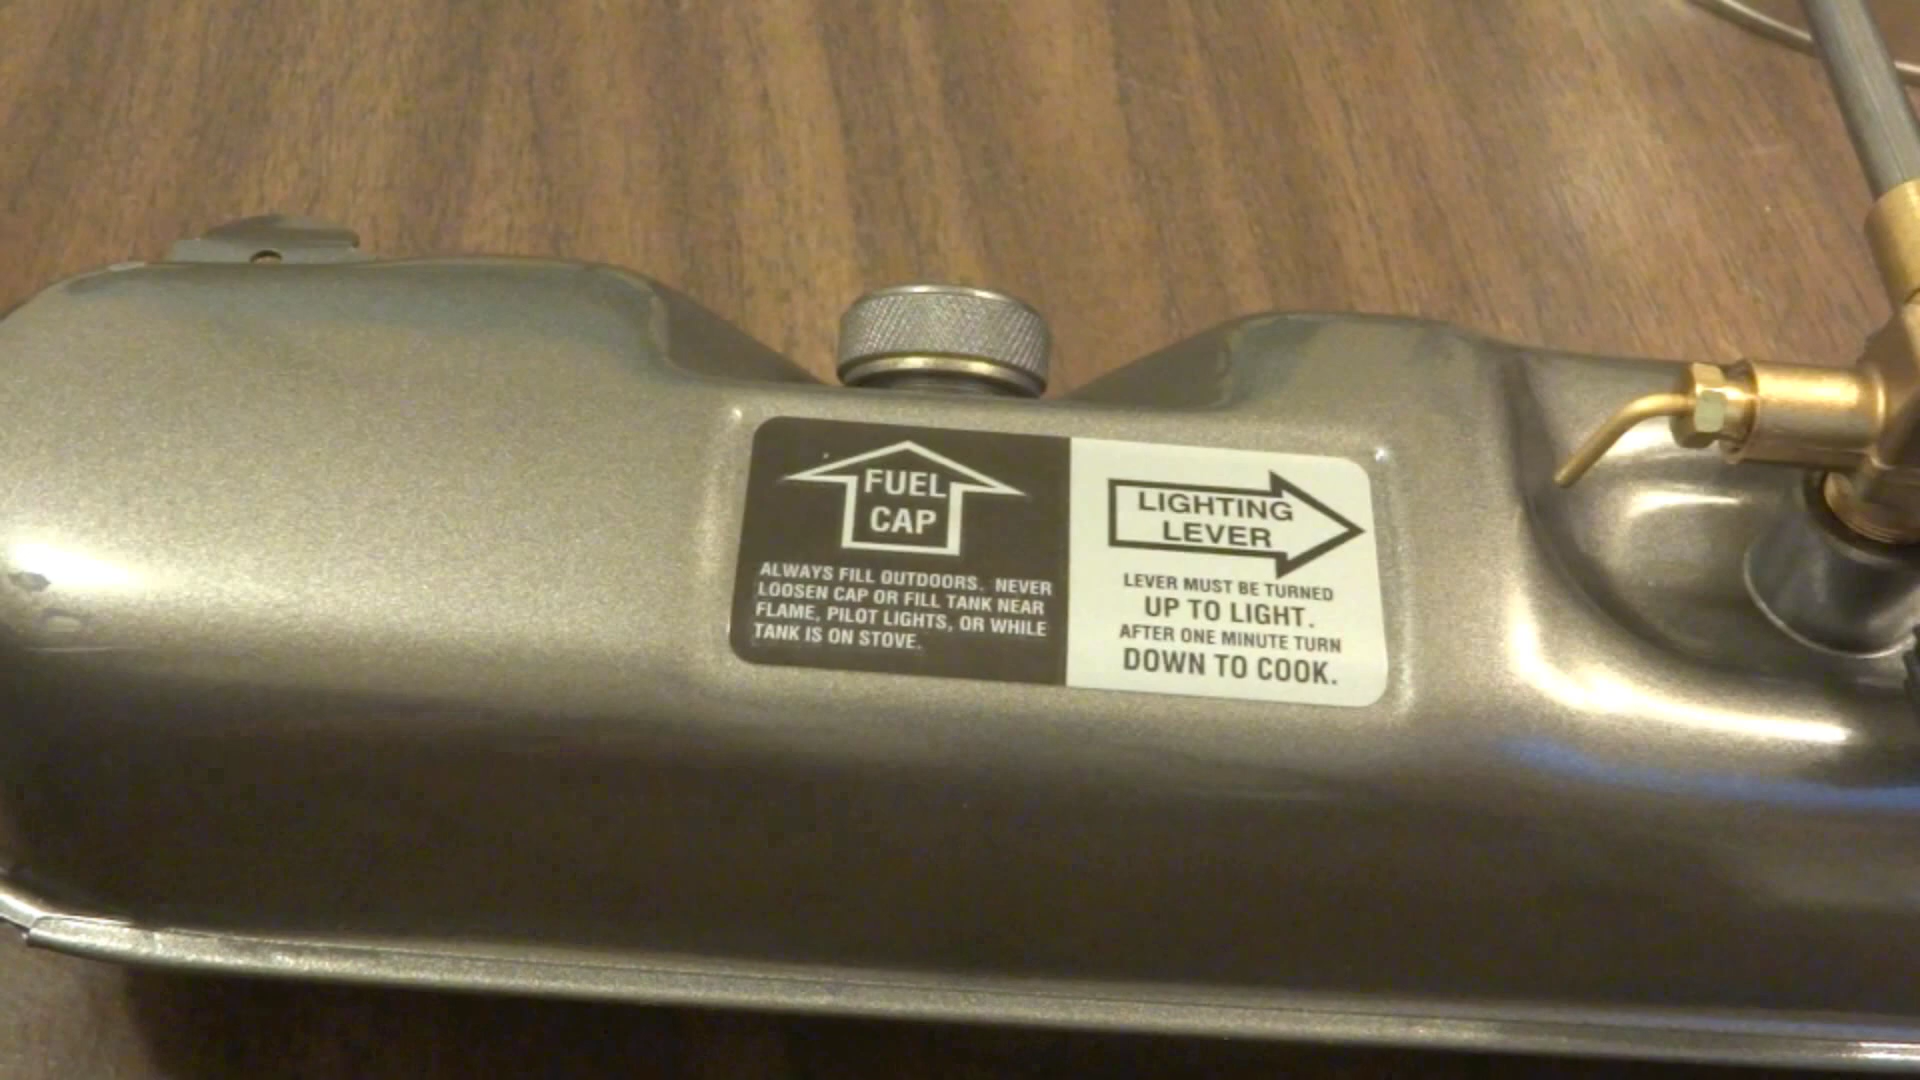 FUEL
CAP
ALWAYS FILL OUTDOORS. NEVER
LOOSEN CAP OR FILL TANK NEAR
FLAME, PILOT LIGHTS, OR WHILE
TANK IS ON STOVE.
LIGHTING
LEVER
LEVER MUST BE TURNED
UP TO LIGHT.
AFTER ONE MINUTE TURN
DOWN TO COOK.